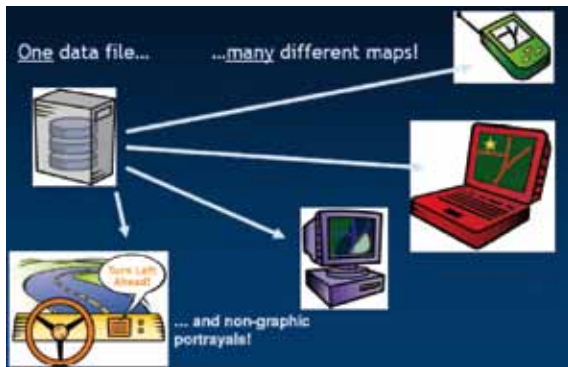 One data file... ...many different maps!
Turn Left
Ahead!
... and non-graphic
portrayals!